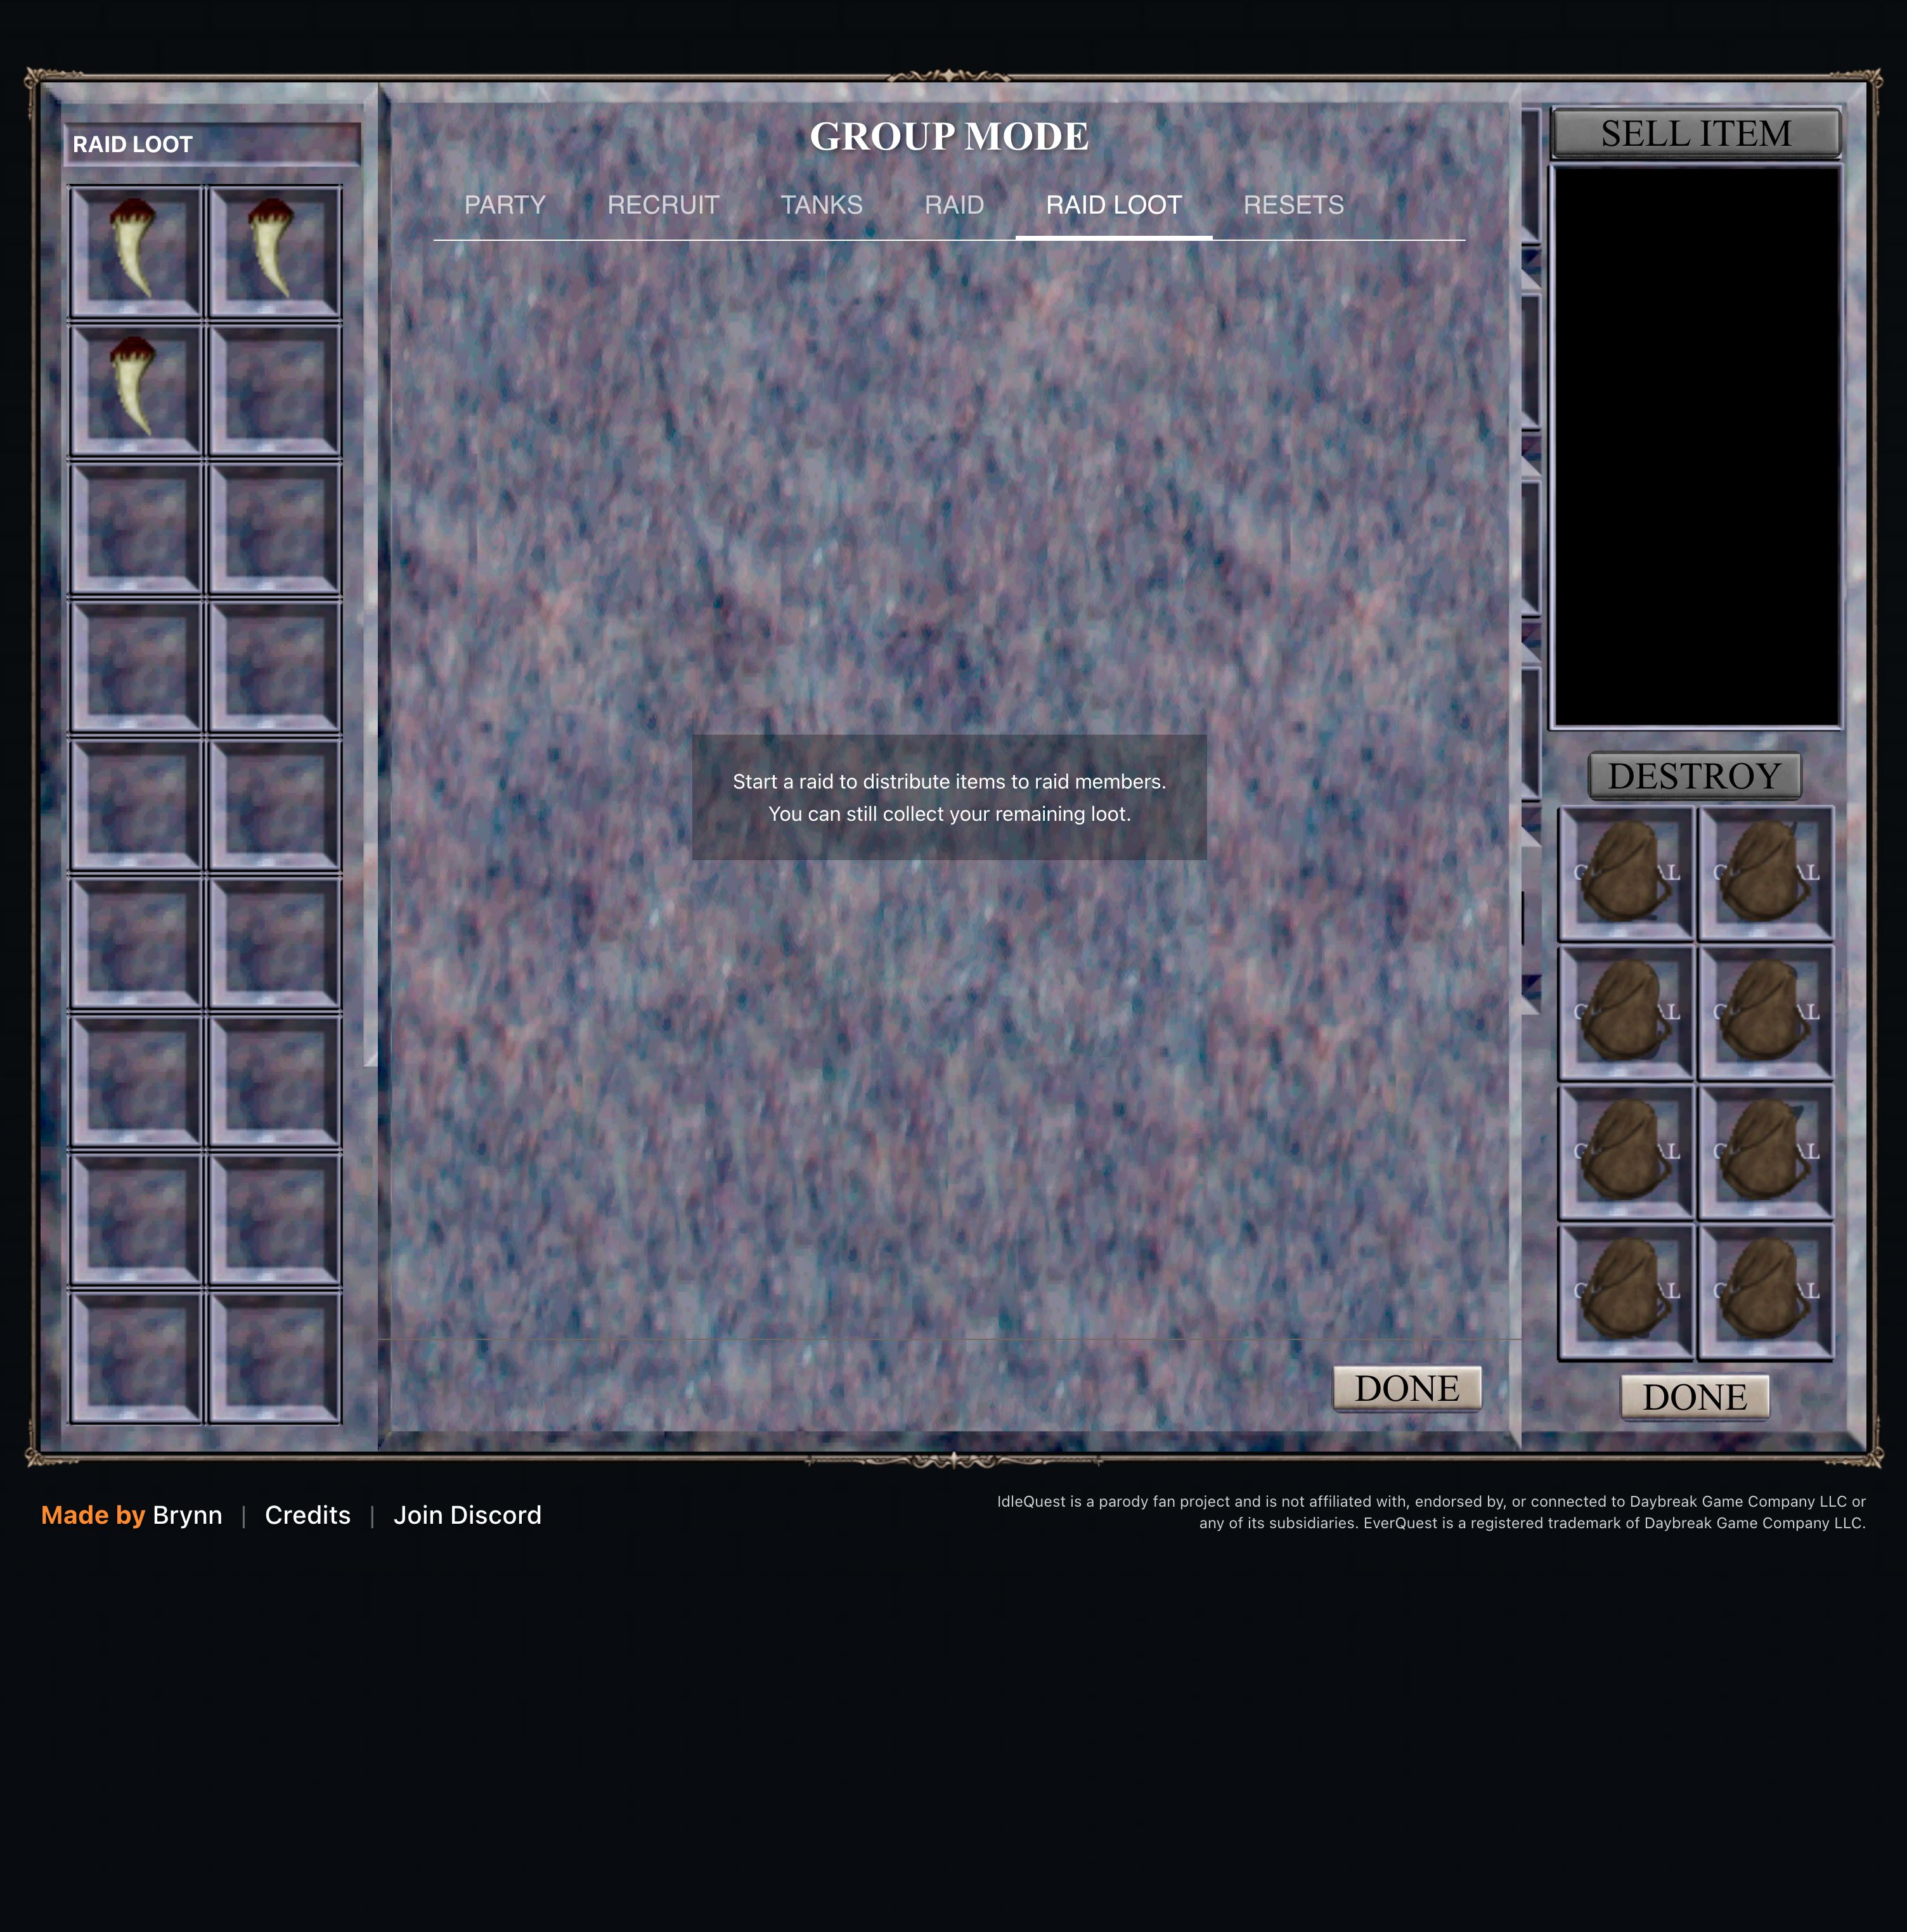 RAID LOOT
GROUP MODE
PARTY RECRUIT TANKS RAID RAID LOOT RESETS
Start a raid to distribute items to raid members.
You can still collect your remaining loot.
DONE
SELL ITEM
DESTROY
DONE
Made by Brynn | Credits | Join Discord
IdleQuest is a parody fan project and is not affiliated with, endorsed by, or connected to Daybreak Game Company LLC or
any of its subsidiaries. EverQuest is a registered trademark of Daybreak Game Company LLC.